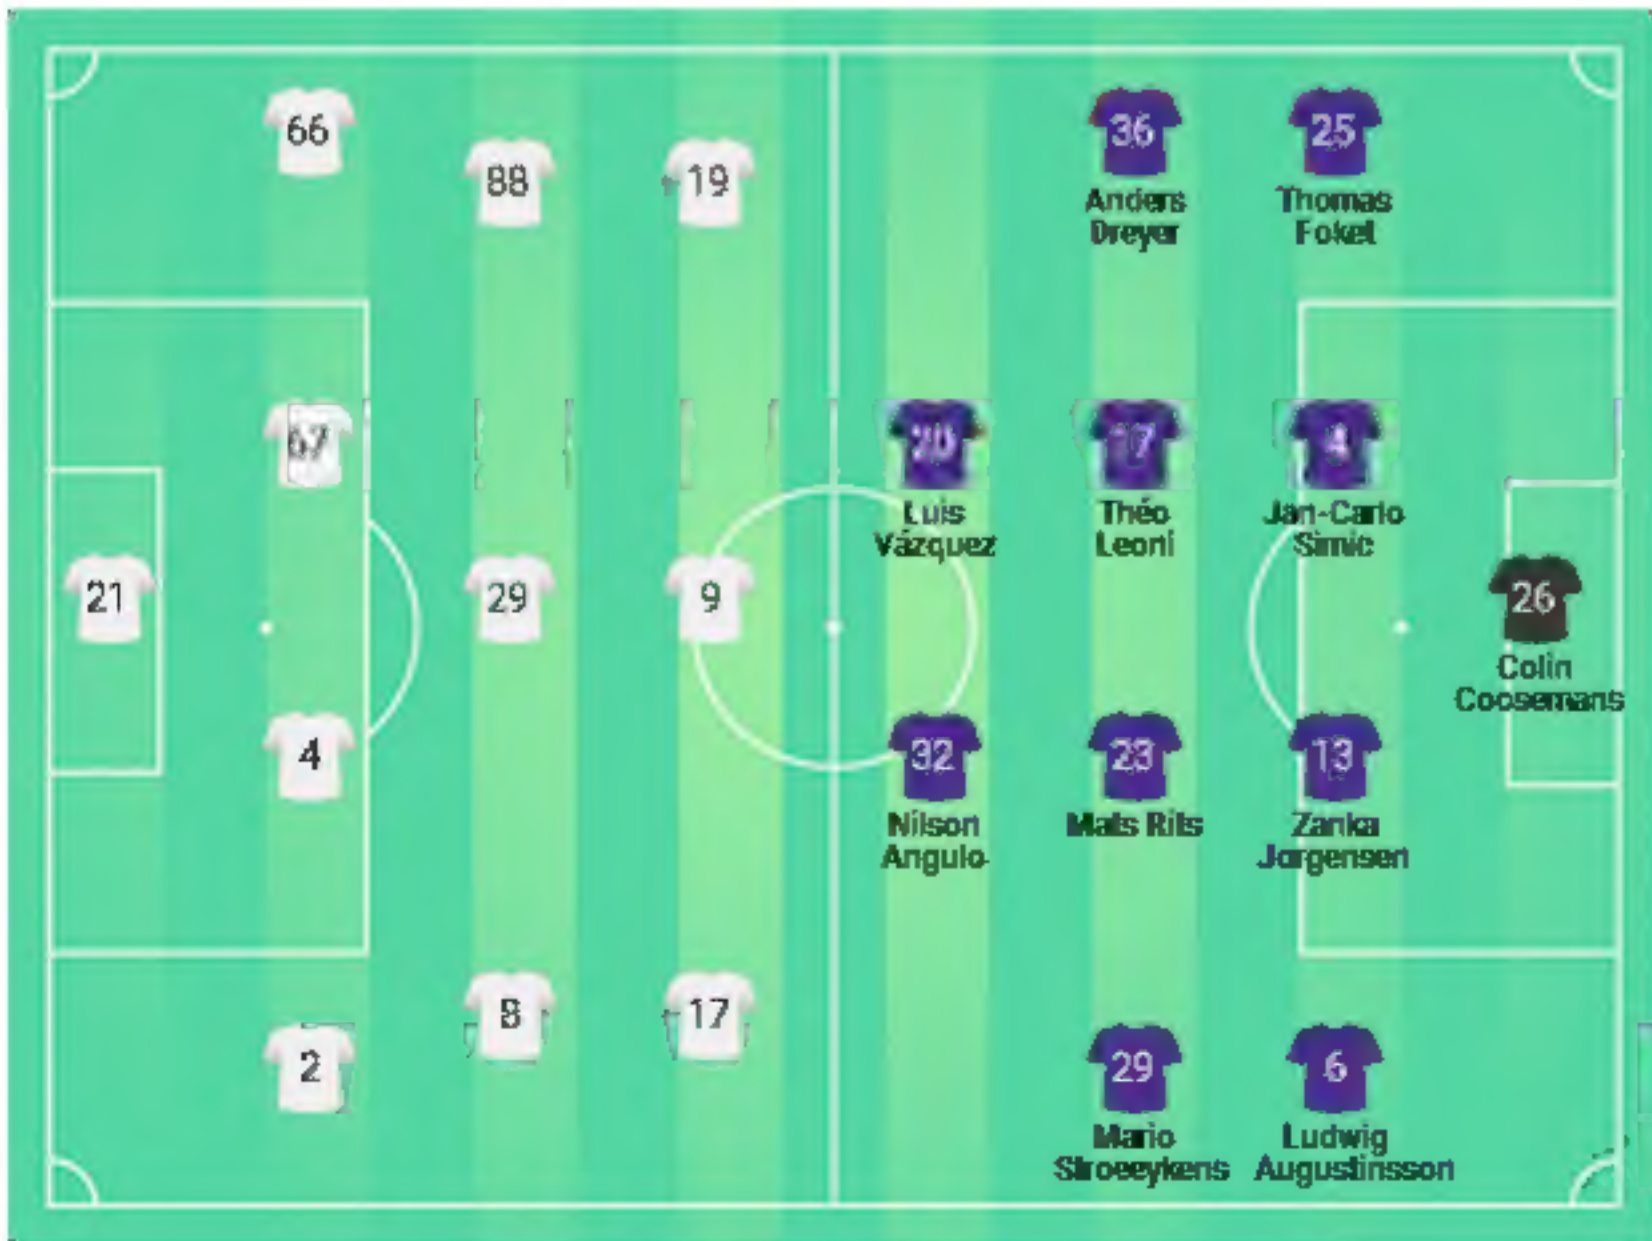 66
88
19
36
Anders
Dreyer
25
Thomas
Foket
67
20
Luis
Vázquez
17
Théo
Leoni
4
Jan-Carlo
Simic
21
29
9
26
Colin
Coosemans
4
32
Nilson
Angulo
23
Mats Rits
13
Zanka
Jorgensen
2
8
17
29
Mario
Stroeykens
6
Ludwig
Augustinsson